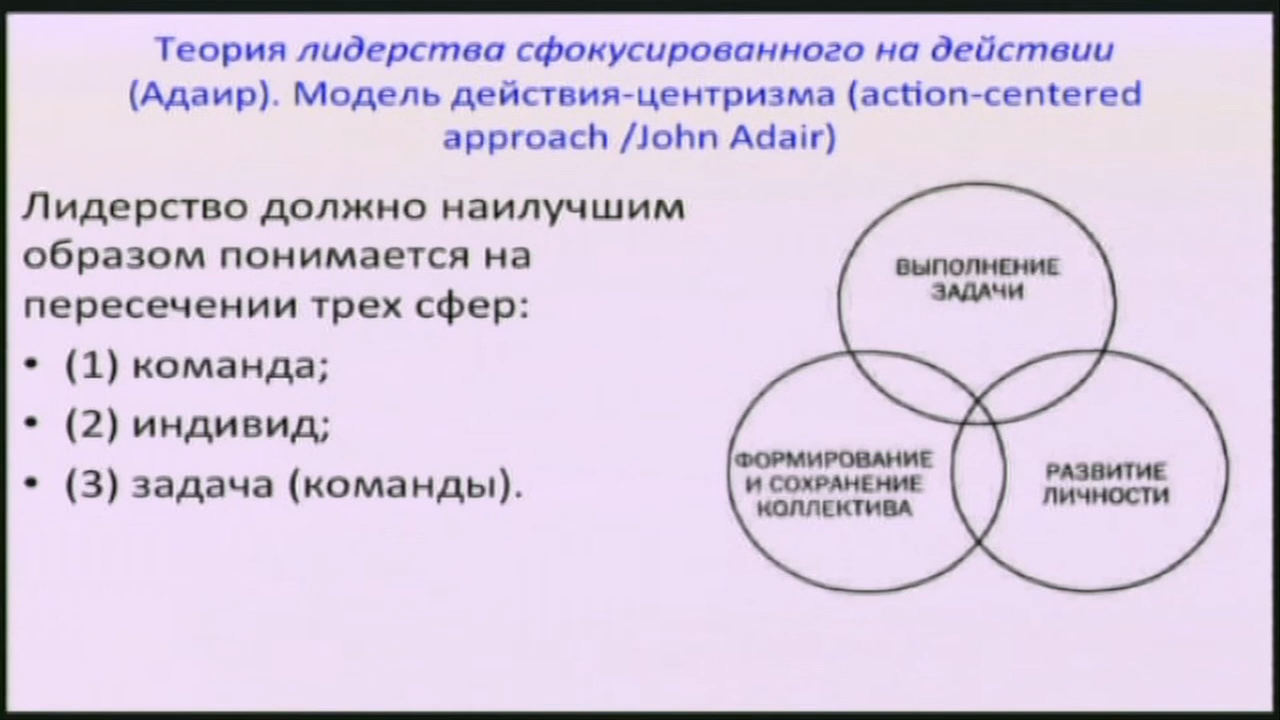 Теория лидерства сфокусированного на действии
(Адаир). Модель действия-центризма (action-centered
approach /John Adair)
Лидерство должно наилучшим
образом понимается на
пересечении трех сфер:
• (1) команда;
• (2) индивид;
• (3) задача (команды).
ВЫПОЛНЕНИЕ
ЗАДАЧИ
ФОРМИРОВАНИЕ
И СОХРАНЕНИЕ
КОЛЛЕКТИВА
РАЗВИТИЕ
ЛИЧНОСТИ